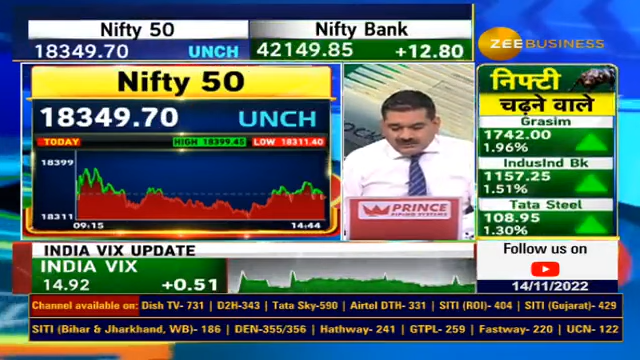 Nifty 50
18349.70 UNCH
Nifty Bank
42149.85 +12.80
ZEE BUSINESS
Nifty 50
18349.70 UNCH
TODAY HIGH 18399.45 LOW 18311.40
18399
18311
09:15 14:44
PRINCE
PIPING SYSTEMS
निफ्टी
चढ़ने वाले
Grasim
1742.00
1.96%
IndusInd Bk
1157.25
1.51%
Tata Steel
108.95
1.30%
INDIA VIX UPDATE
INDIA VIX
14.92 +0.51
Follow us on
14/11/2022
Channel available on: Dish TV- 731 | D2H-343 | Tata Sky-590 | Airtel DTH- 331 | SITI (ROI)- 404 | SITI (Gujarat)- 429
SITI (Bihar & Jharkhand, WB)- 186 | DEN-355/356 | Hathway- 241 | GTPL- 259 | Fastway- 220 | UCN- 122